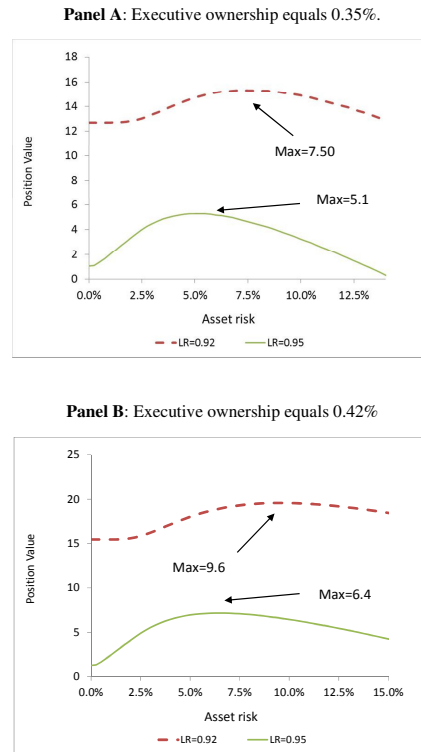 Panel A: Executive ownership equals 0.35%.
18
16
14
12
10
8
6
4
2
0
Position Value
Max=7.50
Max=5.1
0.0% 2.5% 5.0% 7.5% 10.0% 12.5%
Asset risk
LR=0.92 LR=0.95
Panel B: Executive ownership equals 0.42%
25
20
15
10
5
0
Position Value
Max=9.6
Max=6.4
0.0% 2.5% 5.0% 7.5% 10.0% 12.5% 15.0%
Asset risk
LR=0.92 LR=0.95